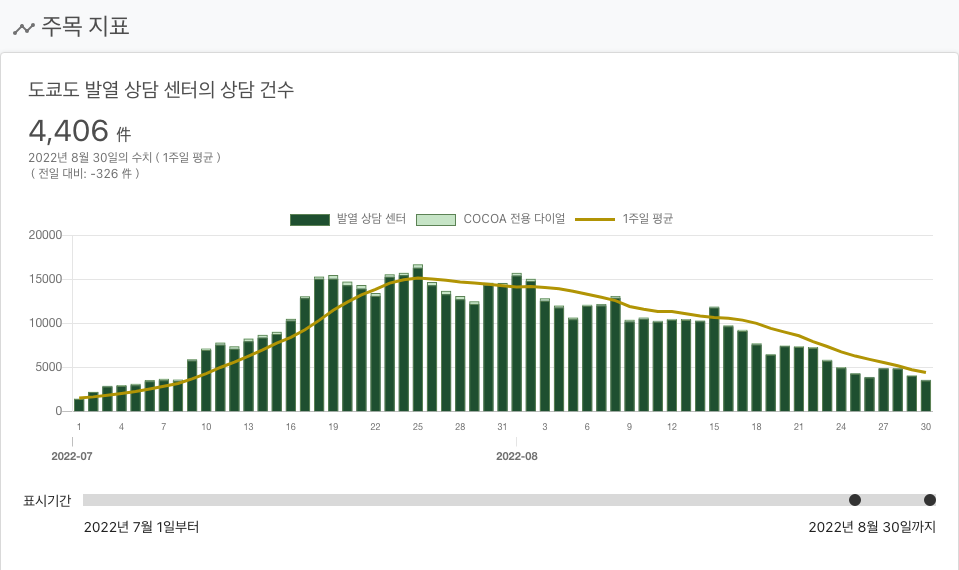 주목 지표
도쿄도 발열 상담 센터의 상담 건수
4,406 件
2022년 8월 30일의 수치 ( 1주일 평균 )
( 전일 대비: -326 件 )
발열 상담 센터 COCOA 전용 다이얼 1주일 평균
20000
15000
10000
5000
0
1 4 7 10 13 16 19 22 25 28 31 3 6 9 12 15 18 21 24 27 30
2022-07 2022-08
표시기간
2022년 7월 1일부터 2022년 8월 30일까지